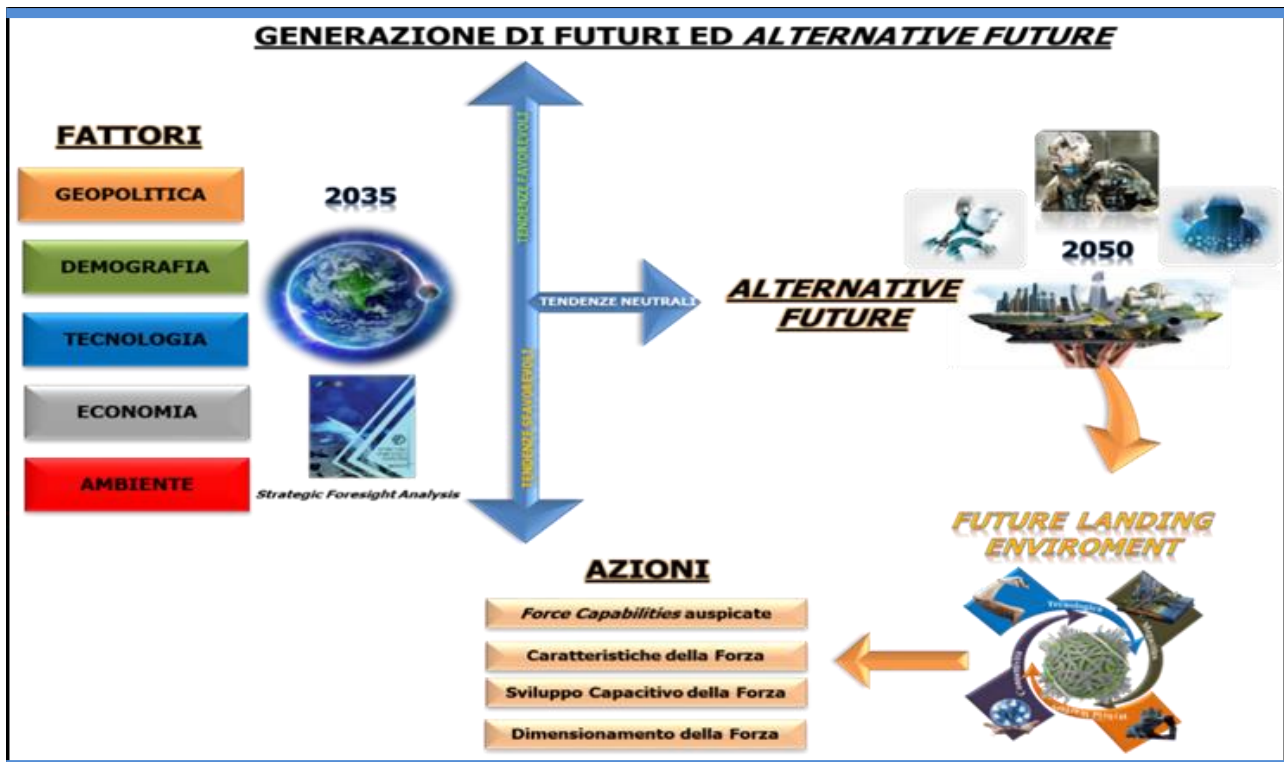 GENERAZIONE DI FUTURI ED ALTERNATIVE FUTURE
FATTORI
GEOPOLITICA
DEMOGRAFIA
TECNOLOGIA
ECONOMIA
AMBIENTE
2035
Strategic Foresight Analysis
TENDENZE FAVOREVOLI
TENDENZE NEUTRALI
TENDENZE SFAVOREVOLI
ALTERNATIVE
FUTURE
2050
FUTURE LANDING
ENVIROMENT
Tecnologica
AZIONI
Force Capabilities auspicate
Caratteristiche della Forza
Sviluppo Capacitivo della Forza
Dimensionamento della Forza